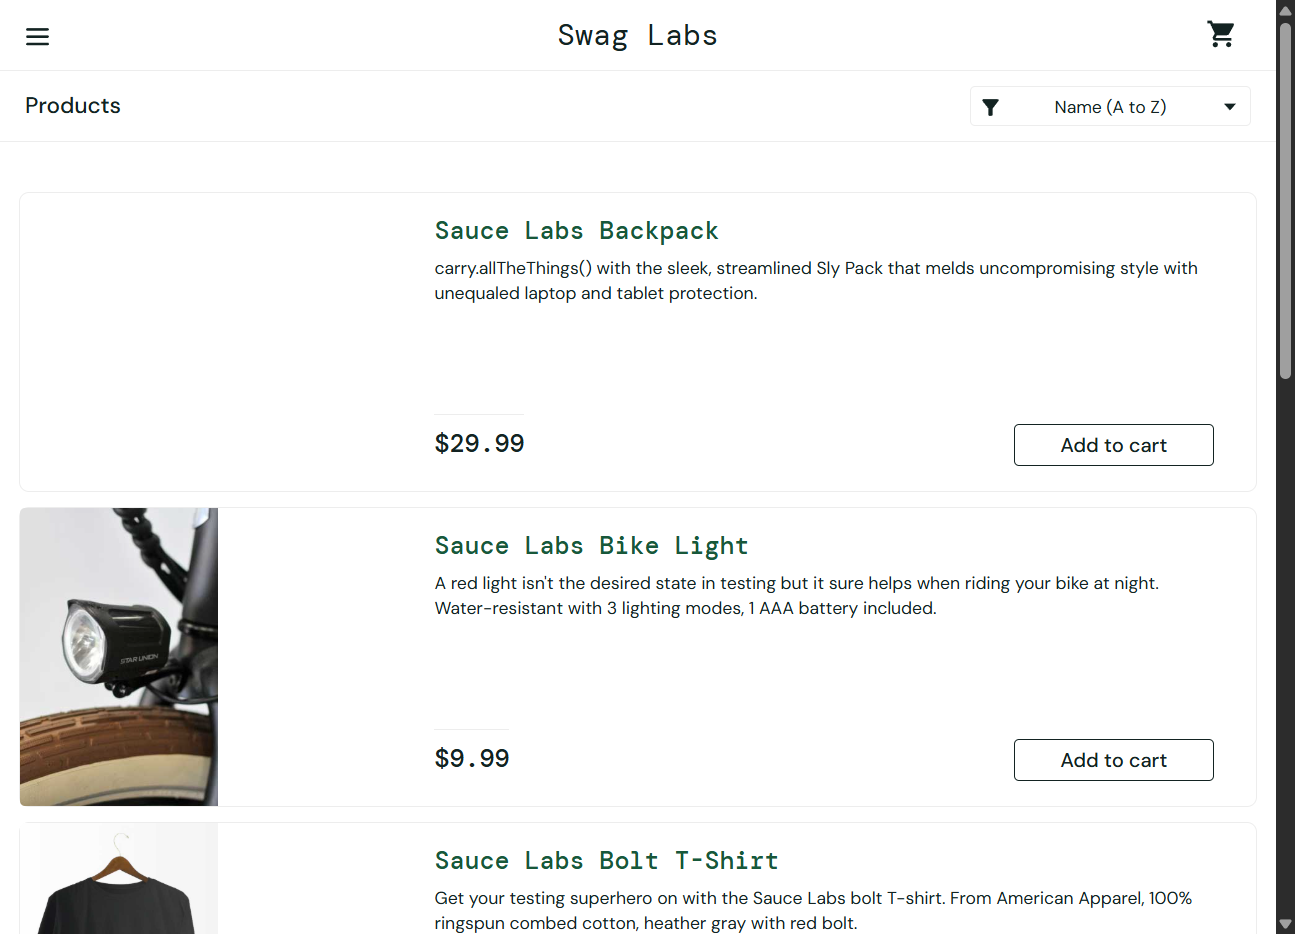 Swag Labs
Products
Name (A to Z)
Sauce Labs Backpack
carry.allTheThings() with the sleek, streamlined Sly Pack that melds uncompromising style with
unequaled laptop and tablet protection.
$29.99
Add to cart
Sauce Labs Bike Light
A red light isn't the desired state in testing but it sure helps when riding your bike at night.
Water-resistant with 3 lighting modes, 1 AAA battery included.
STAR UNION
$9.99
Add to cart
Sauce Labs Bolt T-Shirt
Get your testing superhero on with the Sauce Labs bolt T-shirt. From American Apparel, 100%
ringspun combed cotton, heather gray with red bolt.